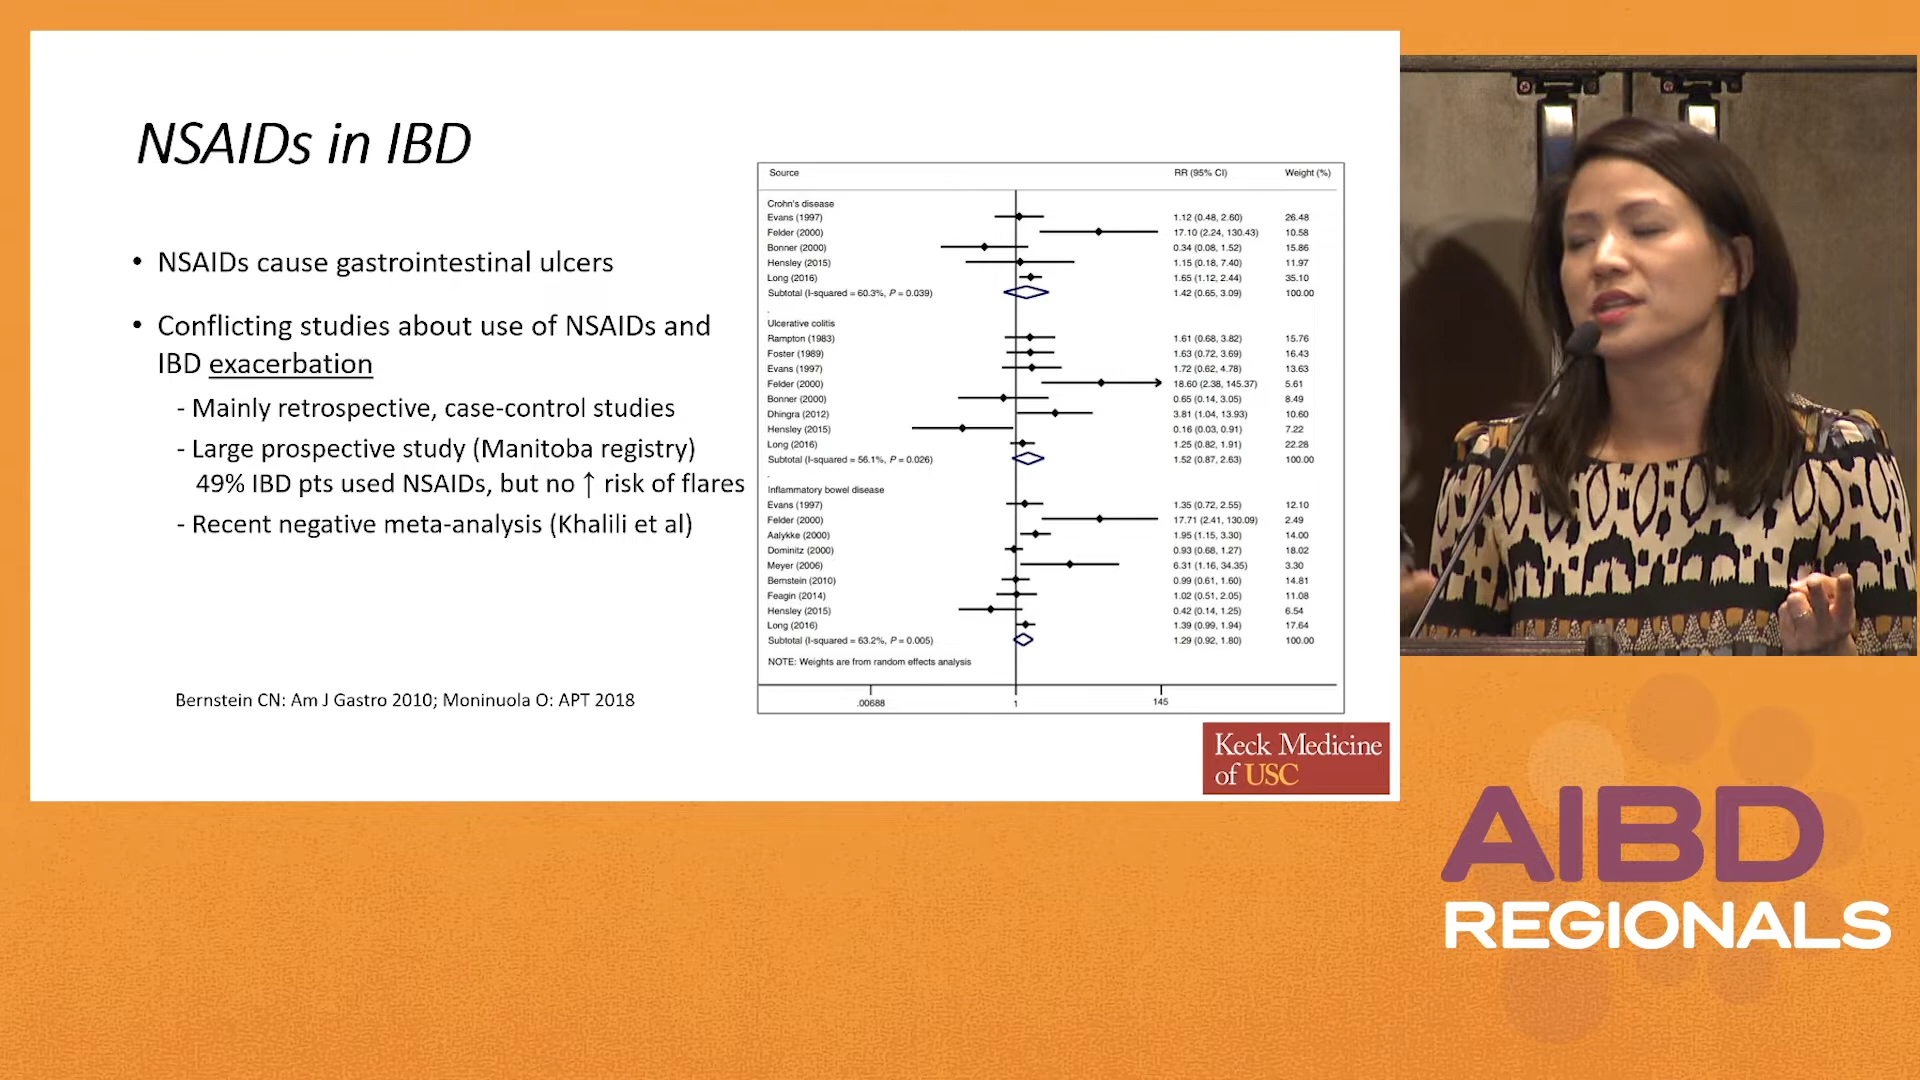 NSAIDs in IBD
• NSAIDs cause gastrointestinal ulcers
• Conflicting studies about use of NSAIDs and
IBD exacerbation
- Mainly retrospective, case-control studies
- Large prospective study (Manitoba registry)
49% IBD pts used NSAIDs, but no ↑ risk of flares
- Recent negative meta-analysis (Khalili et al)
Bernstein CN: Am J Gastro 2010; Moninuola O: APT 2018
Source RR (95% CI) Weight (%)
Crohn's disease
Evans (1997) 1.12 (0.48, 2.60) 26.48
Felder (2000) 17.10 (2.24, 130.43) 10.58
Bonner (2000) 0.34 (0.08, 1.52) 15.86
Hensley (2015) 1.15 (0.18, 7.40) 11.97
Long (2016) 1.65 (1.12, 2.44) 35.10
Subtotal (I-squared = 60.3%, P = 0.039) 1.42 (0.65, 3.09) 100.00
.
Ulcerative colitis
Rampton (1983) 1.61 (0.68, 3.82) 15.76
Foster (1989) 1.63 (0.72, 3.69) 16.43
Evans (1997) 1.72 (0.62, 4.78) 13.63
Felder (2000) 18.60 (2.38, 145.37) 5.61
Bonner (2000) 0.65 (0.14, 3.05) 8.49
Dhingra (2012) 3.81 (1.04, 13.93) 10.60
Hensley (2015) 0.16 (0.03, 0.91) 7.22
Long (2016) 1.25 (0.82, 1.91) 22.28
Subtotal (I-squared = 56.1%, P = 0.026) 1.52 (0.87, 2.63) 100.00
.
Inflammatory bowel disease
Evans (1997) 1.35 (0.72, 2.55) 12.10
Felder (2000) 17.71 (2.41, 130.09) 2.49
Aalykke (2000) 1.95 (1.15, 3.30) 14.00
Dominitz (2000) 0.93 (0.68, 1.27) 18.02
Meyer (2006) 6.31 (1.16, 34.35) 3.30
Bernstein (2010) 0.99 (0.61, 1.60) 14.81
Feagin (2014) 1.02 (0.51, 2.05) 11.08
Hensley (2015) 0.42 (0.14, 1.25) 6.54
Long (2016) 1.39 (0.99, 1.94) 17.64
Subtotal (I-squared = 63.2%, P = 0.005) 1.29 (0.92, 1.80) 100.00
NOTE: Weights are from random effects analysis
.00688 1 145
Keck Medicine
of USC
AIBD
REGIONALS